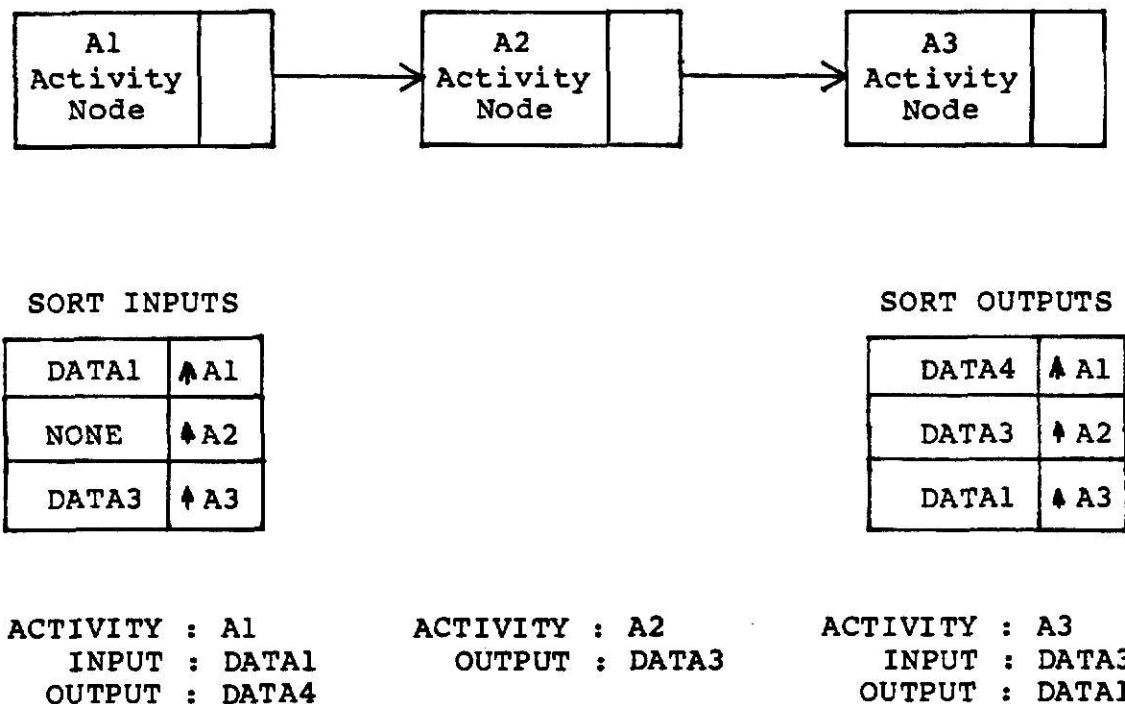 A1 Activity Node
A2 Activity Node
A3 Activity Node
SORT INPUTS
DATA1 A1
NONE A2
DATA3 A3
SORT OUTPUTS
DATA4 A1
DATA3 A2
DATA1 A3
ACTIVITY : A1
INPUT : DATA1
OUTPUT : DATA4
ACTIVITY : A2
OUTPUT : DATA3
ACTIVITY : A3
INPUT : DATA3
OUTPUT : DATA1